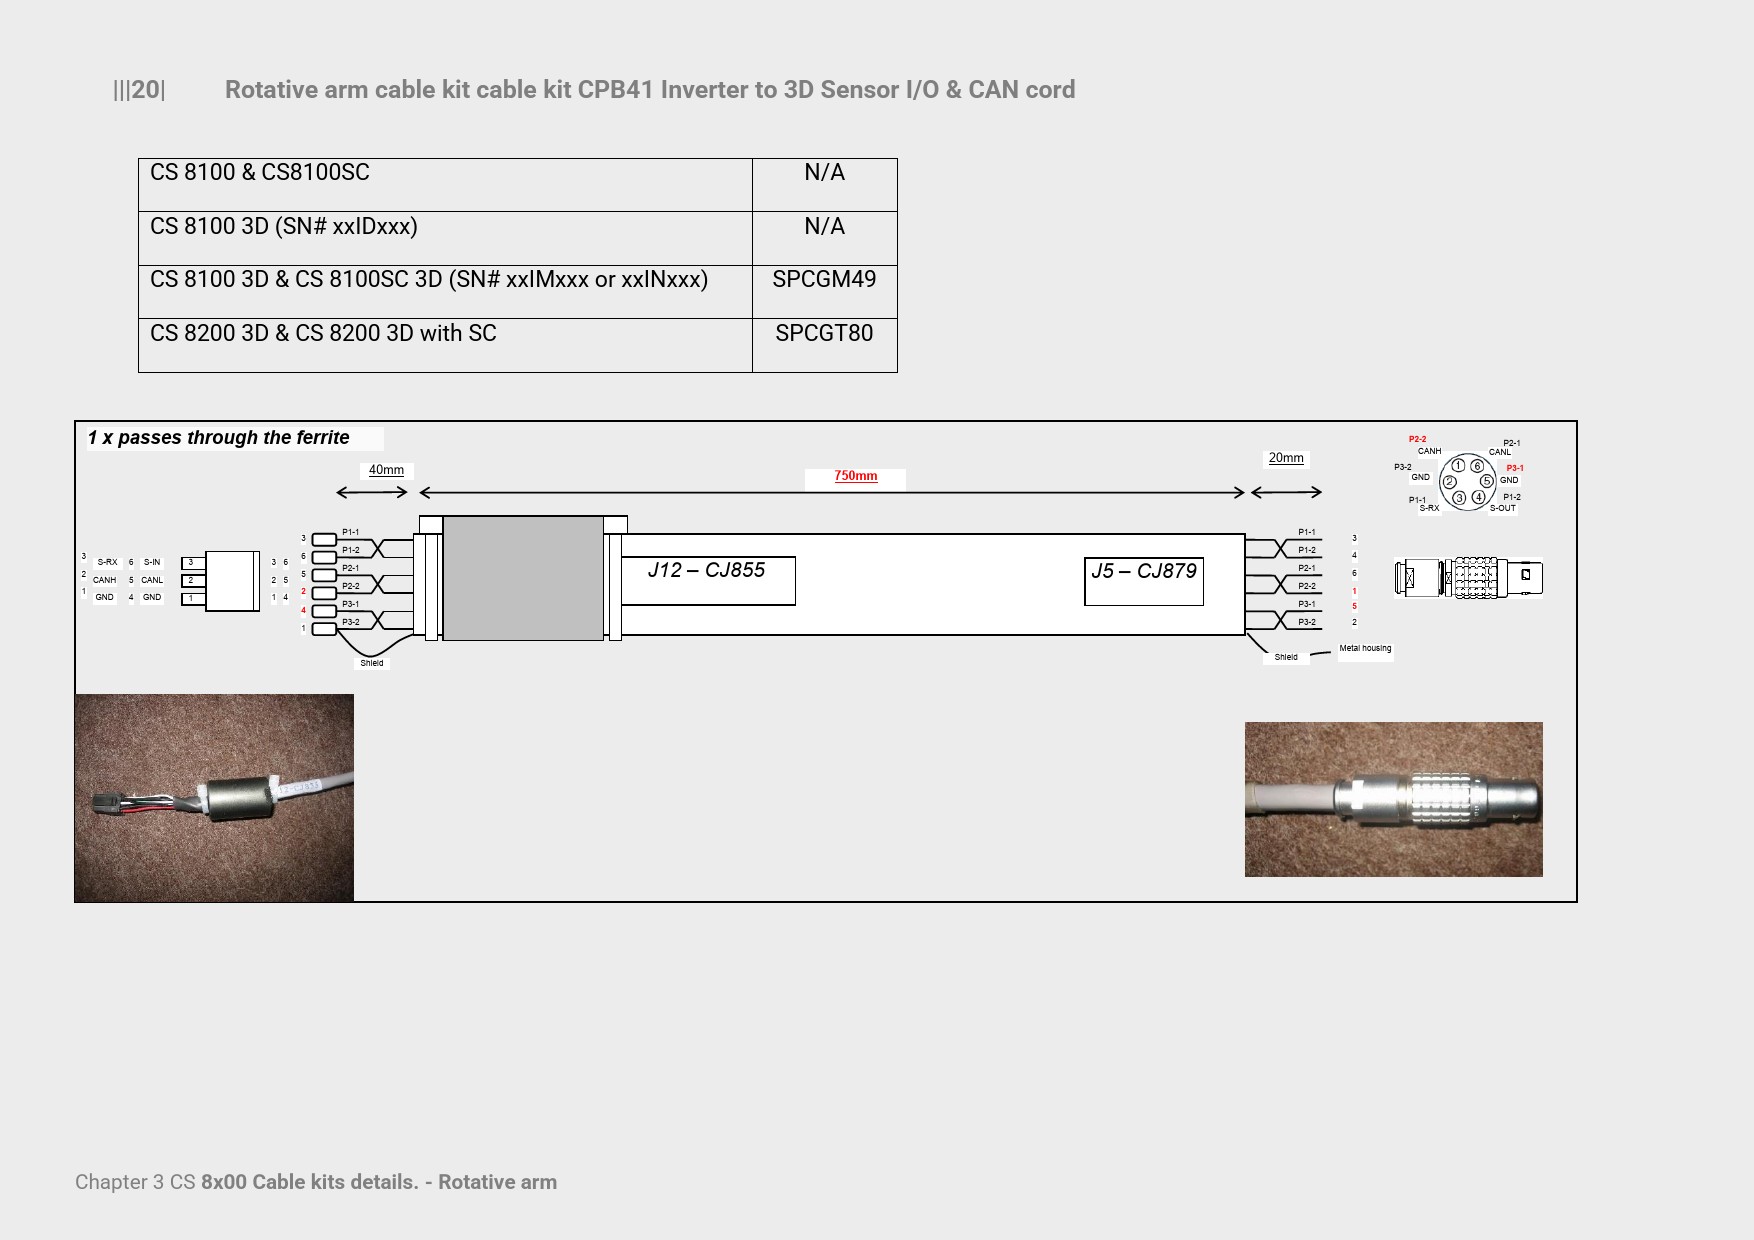 |||20| Rotative arm cable kit cable kit CPB41 Inverter to 3D Sensor I/O & CAN cord
CS 8100 & CS8100SC N/A
CS 8100 3D (SN# xxIDxxx) N/A
CS 8100 3D & CS 8100SC 3D (SN# xxIMxxx or xxINxxx) SPCGM49
CS 8200 3D & CS 8200 3D with SC SPCGT80
1 x passes through the ferrite
40mm
750mm
20mm
P2-2 P2-1
CANH CANL
1 6
P3-2 P3-1
GND 2 5 GND
3 4
P1-1 P1-2
S-RX S-OUT
3 S-RX 6 S-IN 3 3 6
2 CANH 5 CANL 2 2 5
1 GND 4 GND 1 1 4
3 P1-1
6 P1-2
5 P2-1
2 P2-2
4 P3-1
1 P3-2
Shield
J12 – CJ855
J5 – CJ879
P1-1 3
P1-2 4
P2-1 6
P2-2 1
P3-1 5
P3-2 2
Shield Metal housing
Chapter 3 CS 8x00 Cable kits details. - Rotative arm